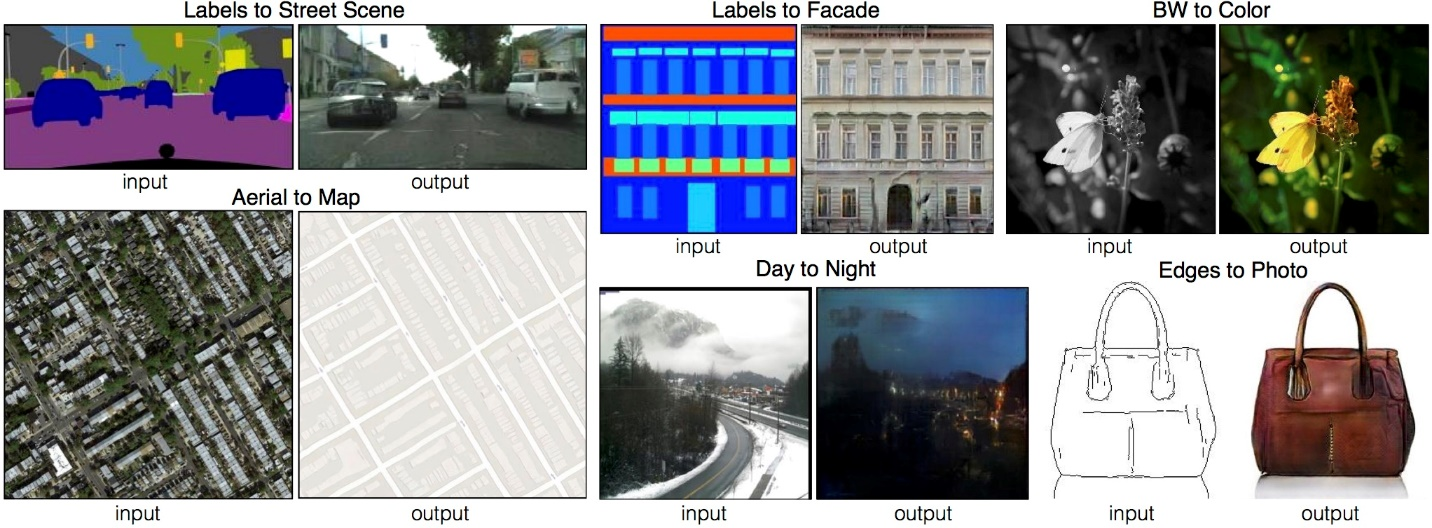 Labels to Street Scene
input
output
Aerial to Map
input
output
Labels to Facade
input
output
BW to Color
input
output
Day to Night
input
output
Edges to Photo
input
output